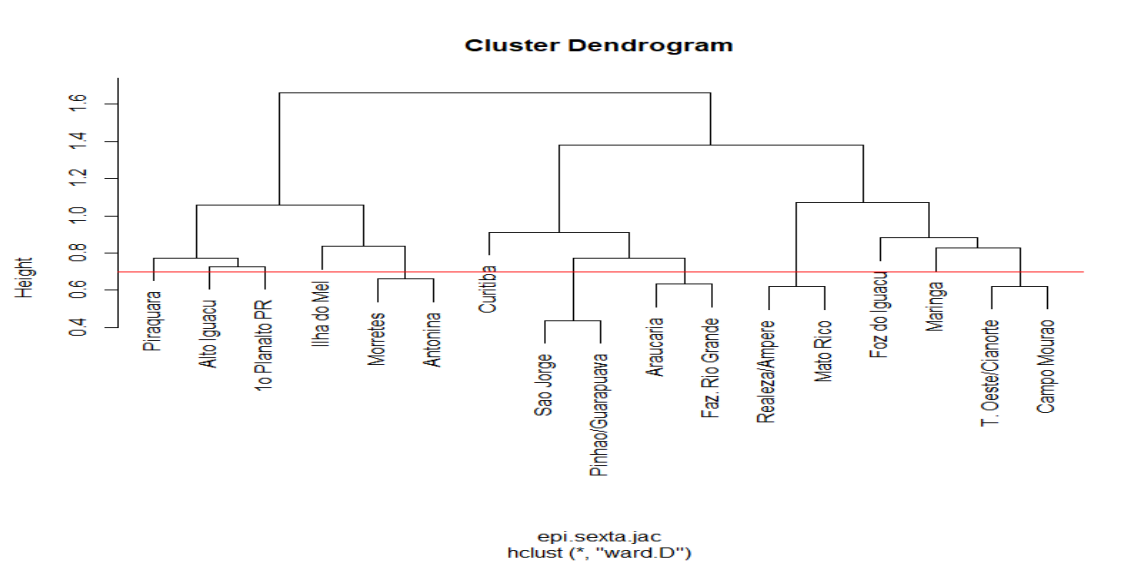 Cluster Dendrogram
Height
1.6
1.4
1.2
1.0
0.8
0.6
0.4
Piraquara
Alto Iguacu
1o Planalto PR
Ilha do Mel
Morretes
Antonina
Curitiba
Sao Jorge
Pinhao/Guarapuava
Araucaria
Faz. Rio Grande
Realeza/Ampere
Mato Rico
Foz do Iguacu
Maringa
T. Oeste/Cianorte
Campo Mourao
epi.sexta.jac
hclust (*, "ward.D")